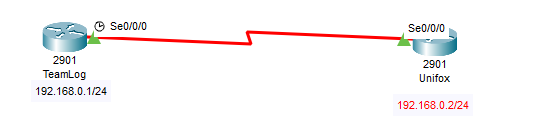 Se0/0/0
Se0/0/0
2901
TeamLog
192.168.0.1/24
2901
Unifox
192.168.0.2/24